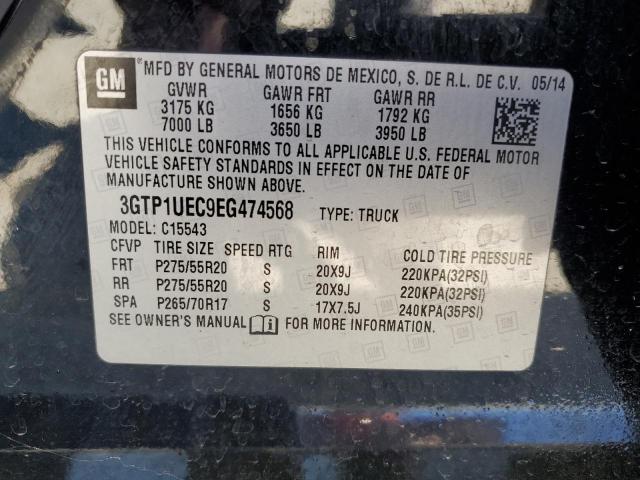 GM MFD BY GENERAL MOTORS DE MEXICO, S. DE R.L. DE C.V. 05/14
GVWR GAWR FRT GAWR RR
3175 KG 1656 KG 1792 KG
7000 LB 3650 LB 3950 LB
THIS VEHICLE CONFORMS TO ALL APPLICABLE U.S. FEDERAL MOTOR
VEHICLE SAFETY STANDARDS IN EFFECT ON THE DATE OF
MANUFACTURE SHOWN ABOVE.
3GTP1UEC9EG474568 TYPE: TRUCK
MODEL: C15543
CFVP TIRE SIZE SPEED RTG RIM COLD TIRE PRESSURE
FRT P275/55R20 S 20X9J 220KPA(32PSI)
RR P275/55R20 S 20X9J 220KPA(32PSI)
SPA P265/70R17 S 17X7.5J 240KPA(35PSI)
SEE OWNER'S MANUAL FOR MORE INFORMATION.